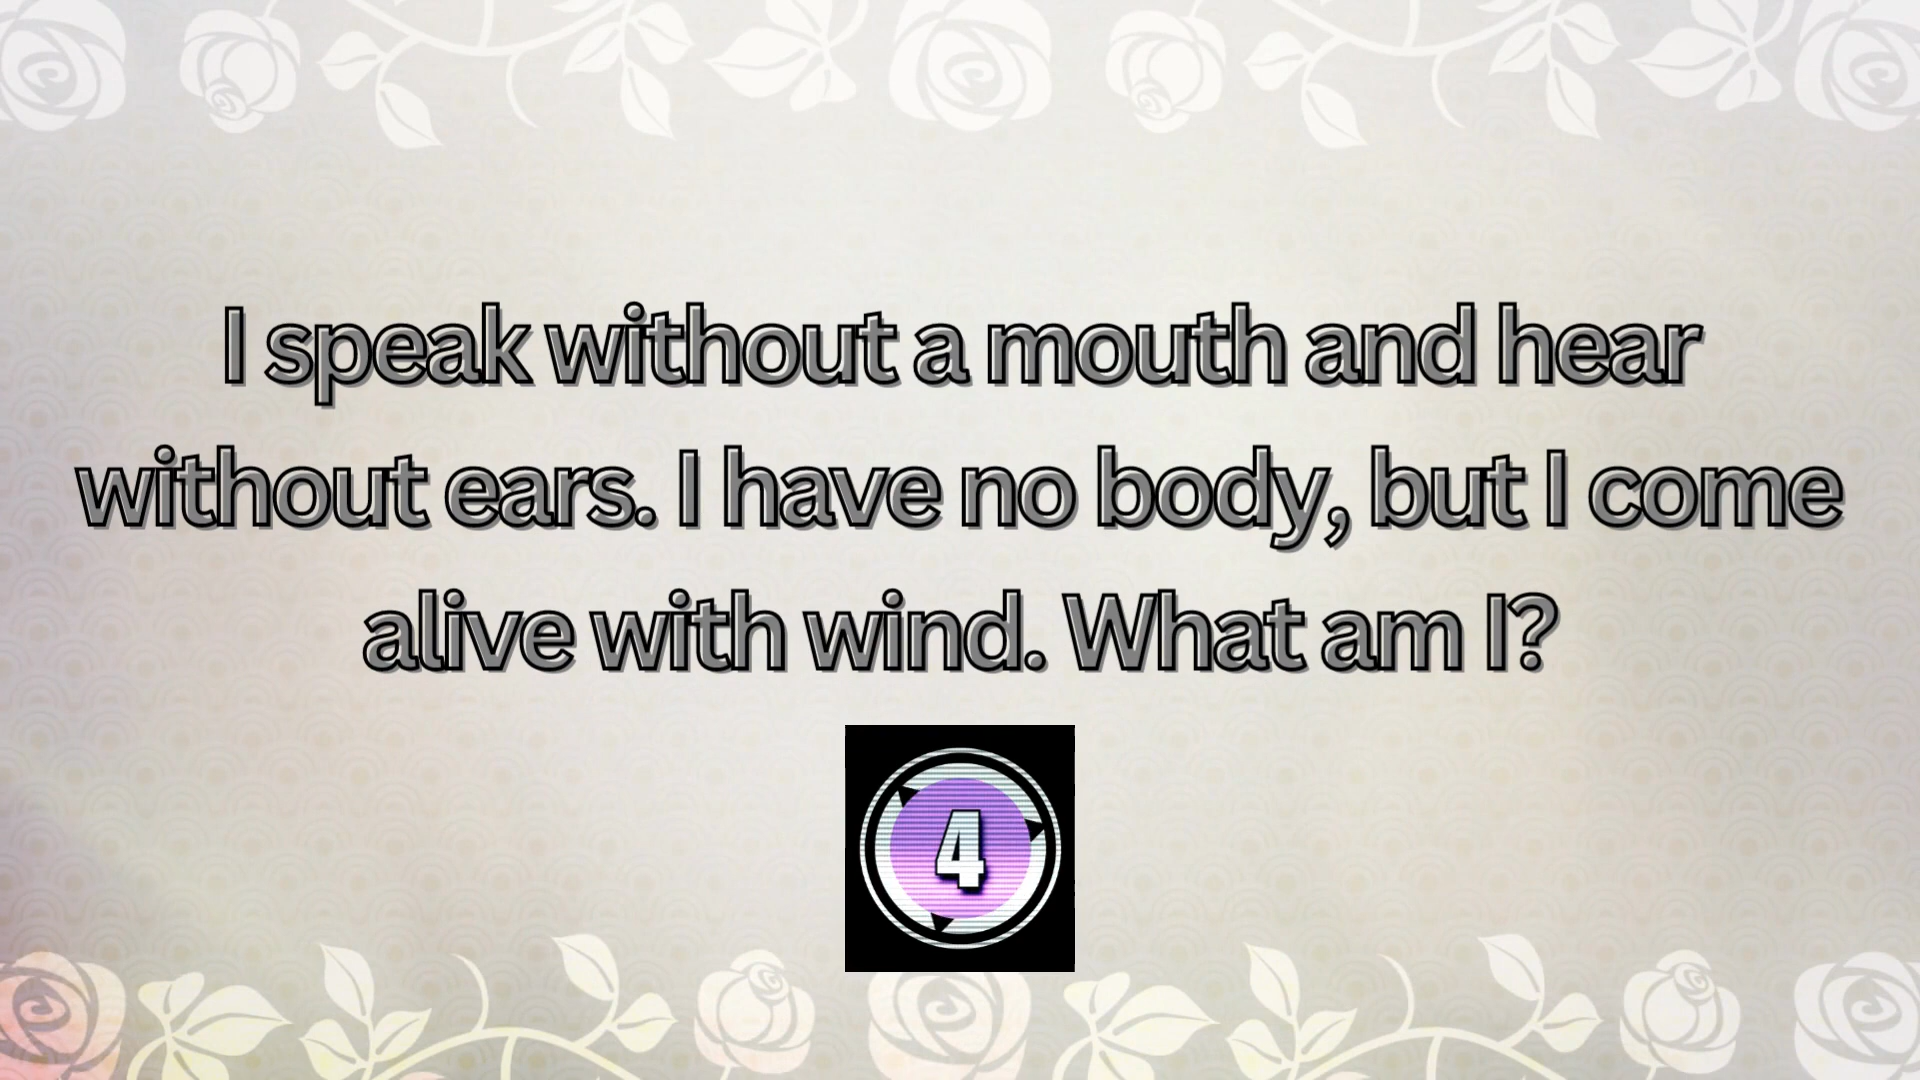 I speak without a mouth and hear
without ears. I have no body, but I come
alive with wind. What am I?
4